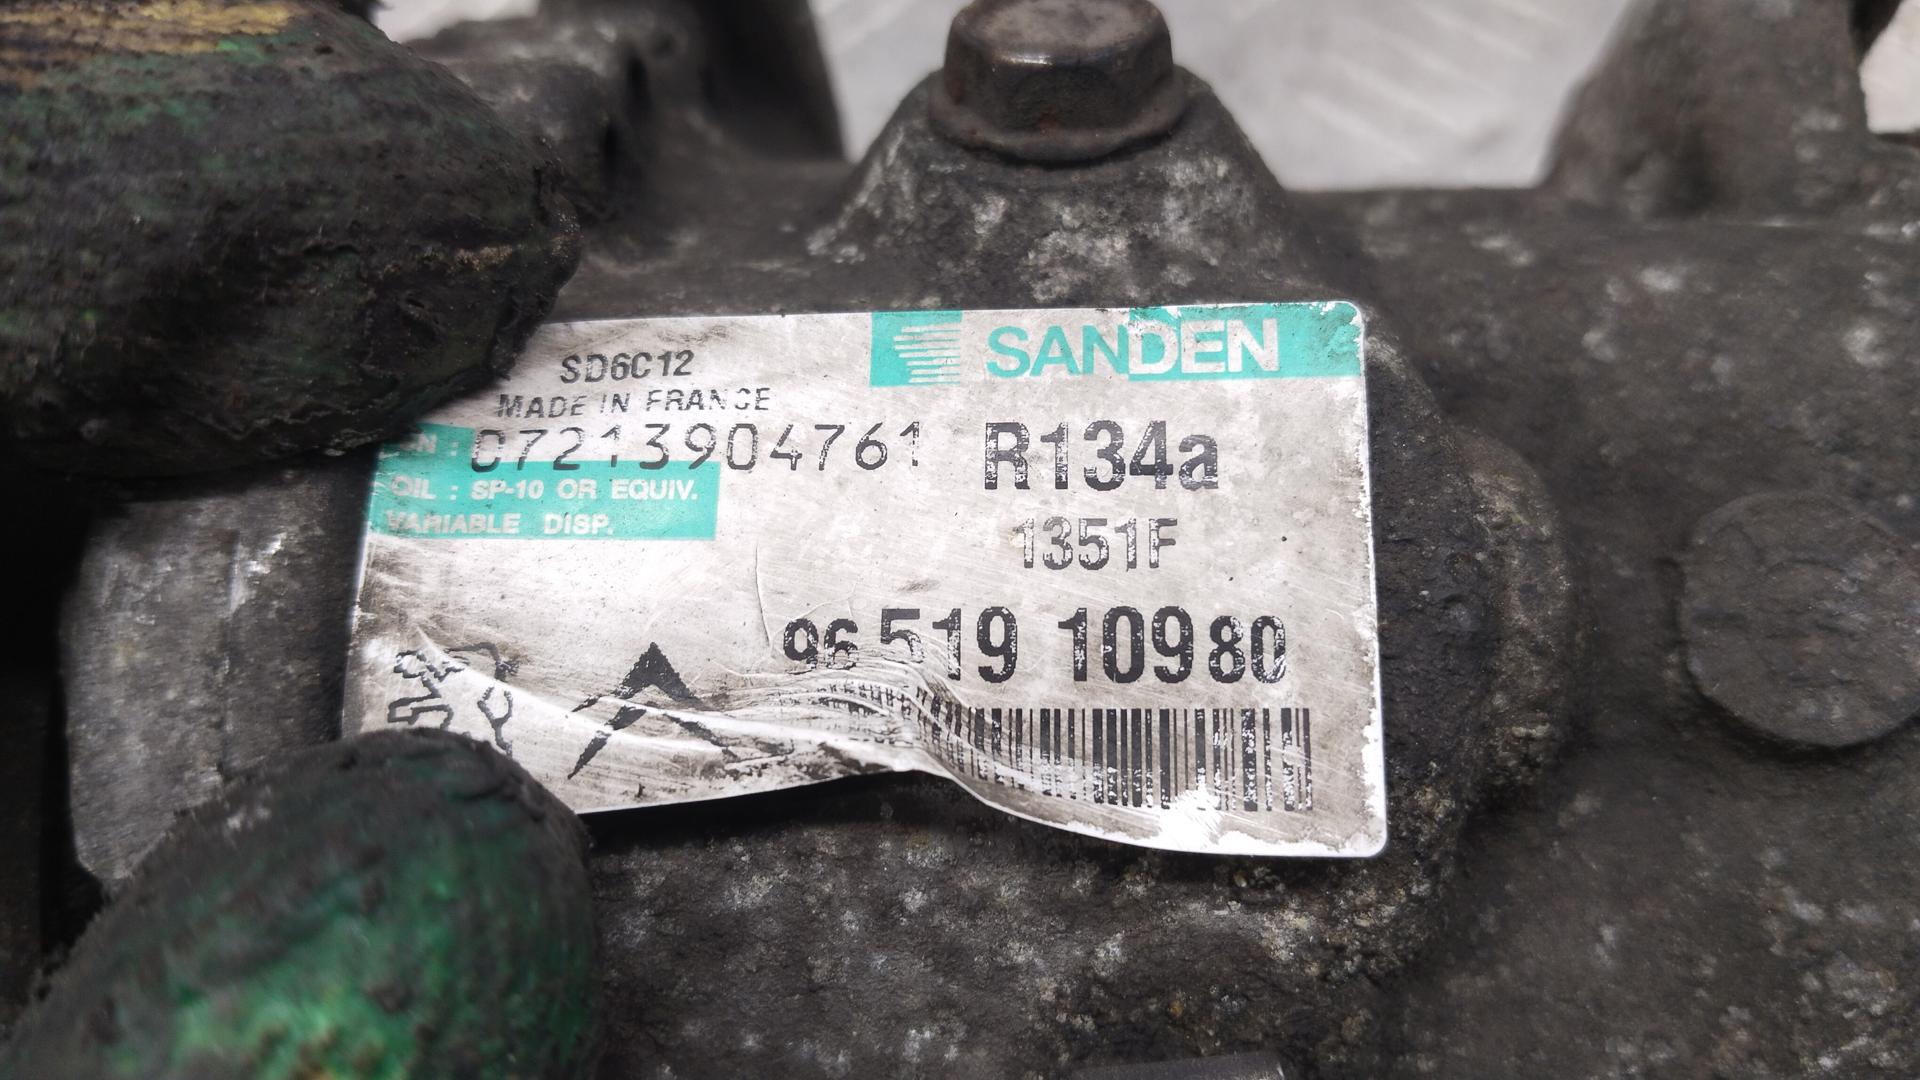 SANDEN
SD6C12
MADE IN FRANCE
SN : 07213904761
R134a
OIL : SP-10 OR EQUIV.
VARIABLE DISP.
1351F
96 519 109 80